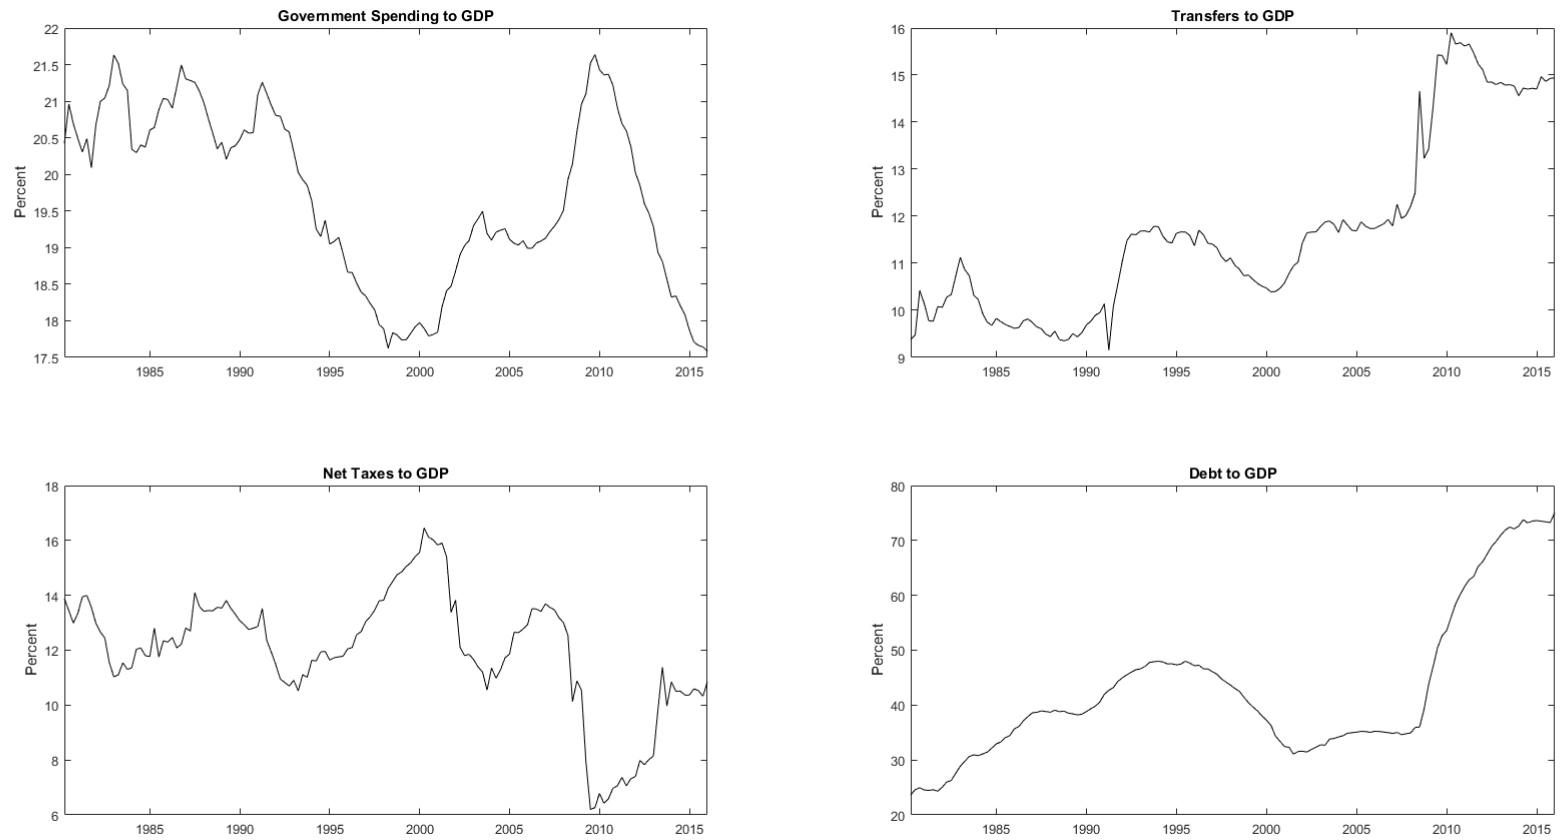 Government Spending to GDP
22
21.5
21
20.5
20
19.5
19
18.5
18
17.5
Percent
1985 1990 1995 2000 2005 2010 2015
Transfers to GDP
16
15
14
13
12
11
10
9
Percent
1985 1990 1995 2000 2005 2010 2015
Net Taxes to GDP
18
16
14
12
10
8
6
Percent
1985 1990 1995 2000 2005 2010 2015
Debt to GDP
80
70
60
50
40
30
20
Percent
1985 1990 1995 2000 2005 2010 2015